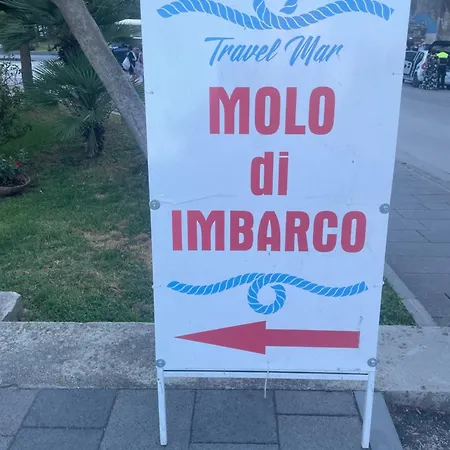 Travel Mar
MOLO
di
IMBARCO